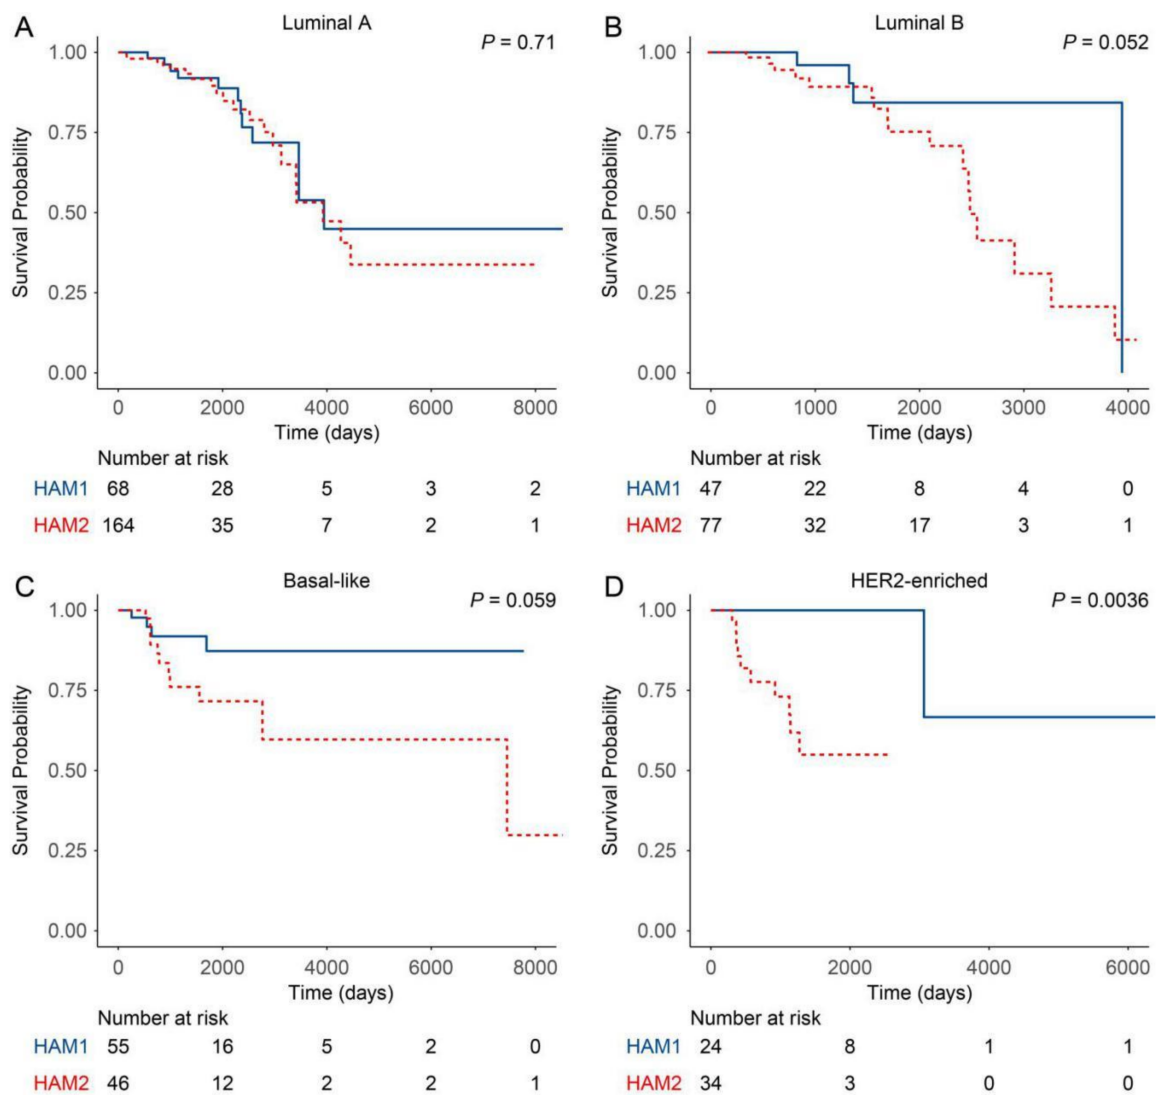 A
Luminal A
P = 0.71
Survival Probability
1.00
0.75
0.50
0.25
0.00
0 2000 4000 6000 8000
Time (days)
Number at risk
HAM1 68 28 5 3 2
HAM2 164 35 7 2 1
B
Luminal B
P = 0.052
Survival Probability
1.00
0.75
0.50
0.25
0.00
0 1000 2000 3000 4000
Time (days)
Number at risk
HAM1 47 22 8 4 0
HAM2 77 32 17 3 1
C
Basal-like
P = 0.059
Survival Probability
1.00
0.75
0.50
0.25
0.00
0 2000 4000 6000 8000
Time (days)
Number at risk
HAM1 55 16 5 2 0
HAM2 46 12 2 2 1
D
HER2-enriched
P = 0.0036
Survival Probability
1.00
0.75
0.50
0.25
0.00
0 2000 4000 6000
Time (days)
Number at risk
HAM1 24 8 1 1
HAM2 34 3 0 0